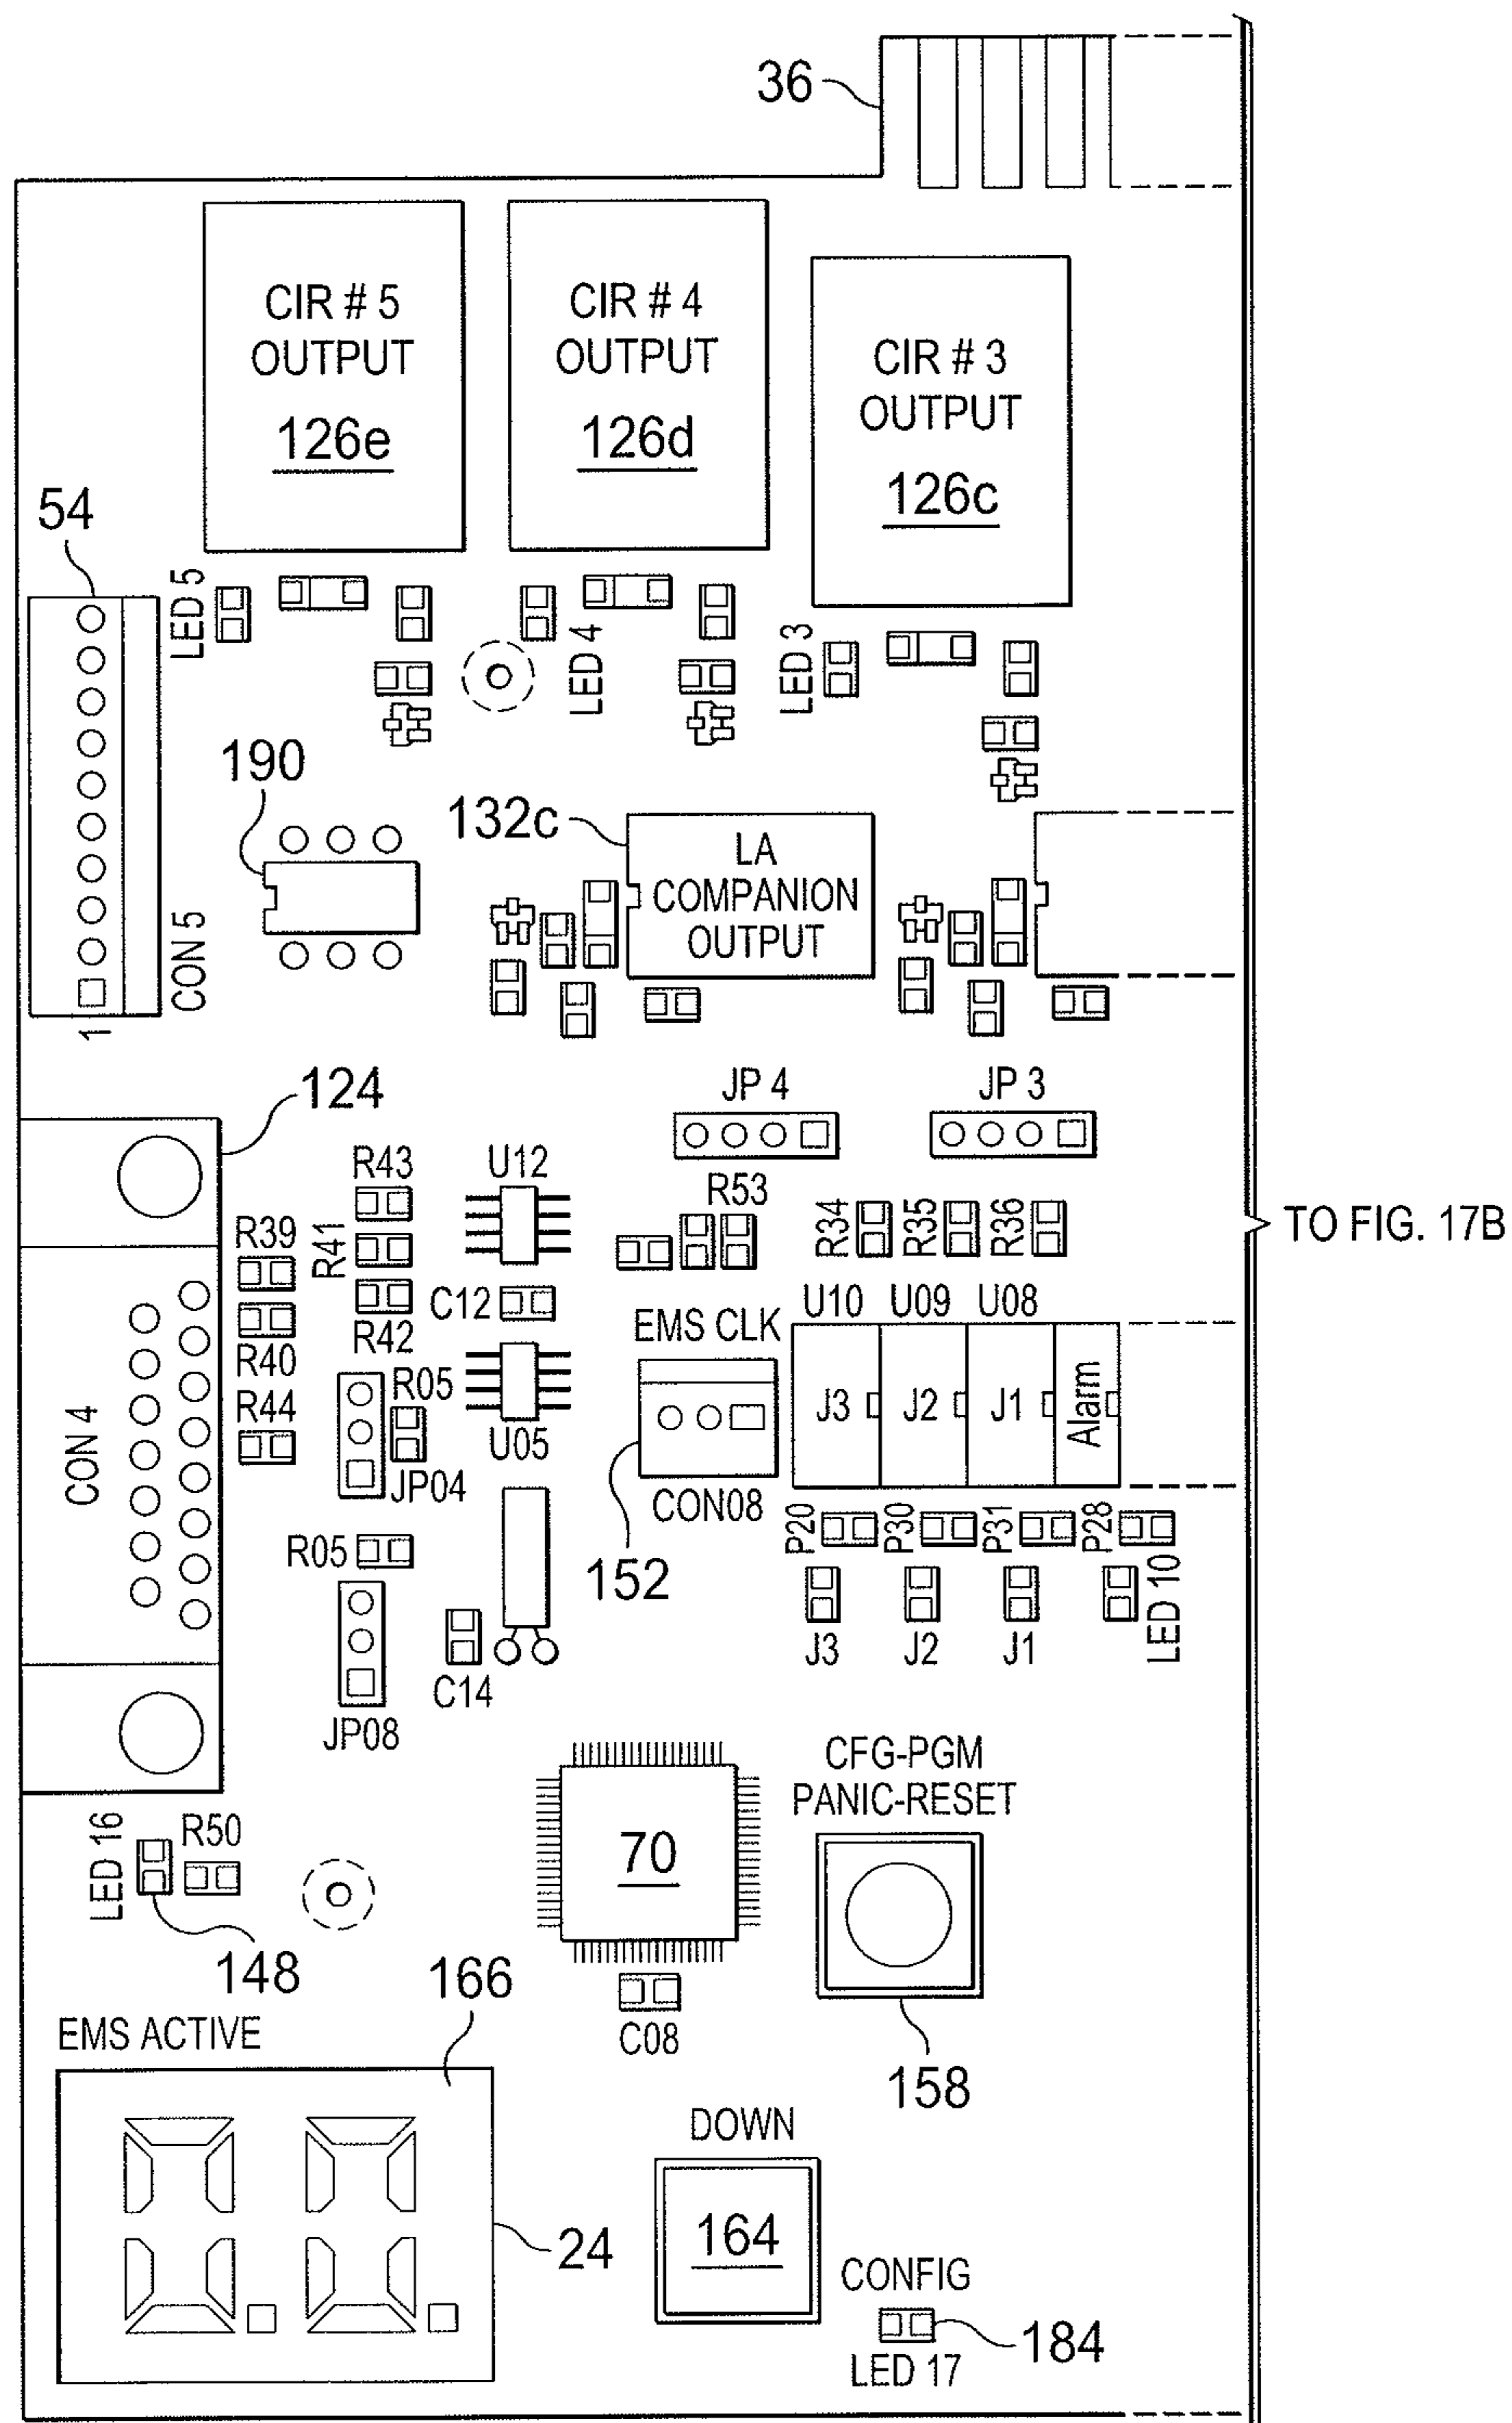 36
CIR # 5
OUTPUT
126e
CIR # 4
OUTPUT
126d
CIR # 3
OUTPUT
126c
54
LED 5
LED 4
LED 3
190
132c
LA
COMPANION
OUTPUT
CON 5
1
124
JP 4
JP 3
R43
U12
R53
R39
R41
R34
R35
R36
TO FIG. 17B
C12
R42
R40
EMS CLK
U10
U09
U08
R05
R44
J3
J2
J1
Alarm
CON 4
U05
JP04
CON08
R05
152
P20
P30
P31
P28
J3
J2
J1
LED 10
C14
JP08
CFG-PGM
PANIC-RESET
LED 16
R50
70
148
166
C08
158
EMS ACTIVE
DOWN
24
164
CONFIG
184
LED 17